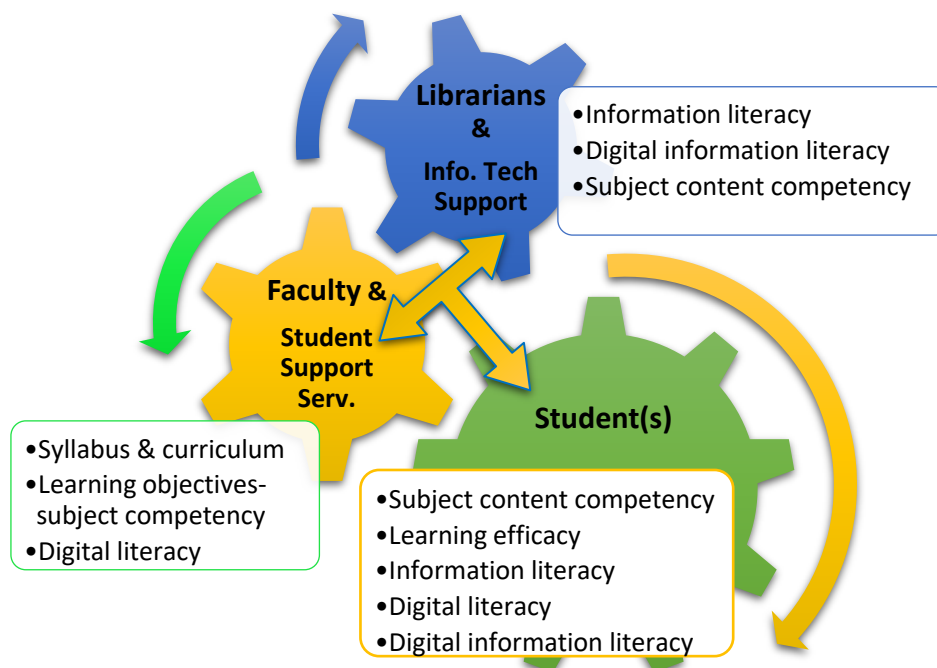 Librarians
&
Info. Tech
Support
•Information literacy
•Digital information literacy
•Subject content competency
Faculty &
Student
Support
Serv.
•Syllabus & curriculum
•Learning objectives-
subject competency
•Digital literacy
Student(s)
•Subject content competency
•Learning efficacy
•Information literacy
•Digital literacy
•Digital information literacy